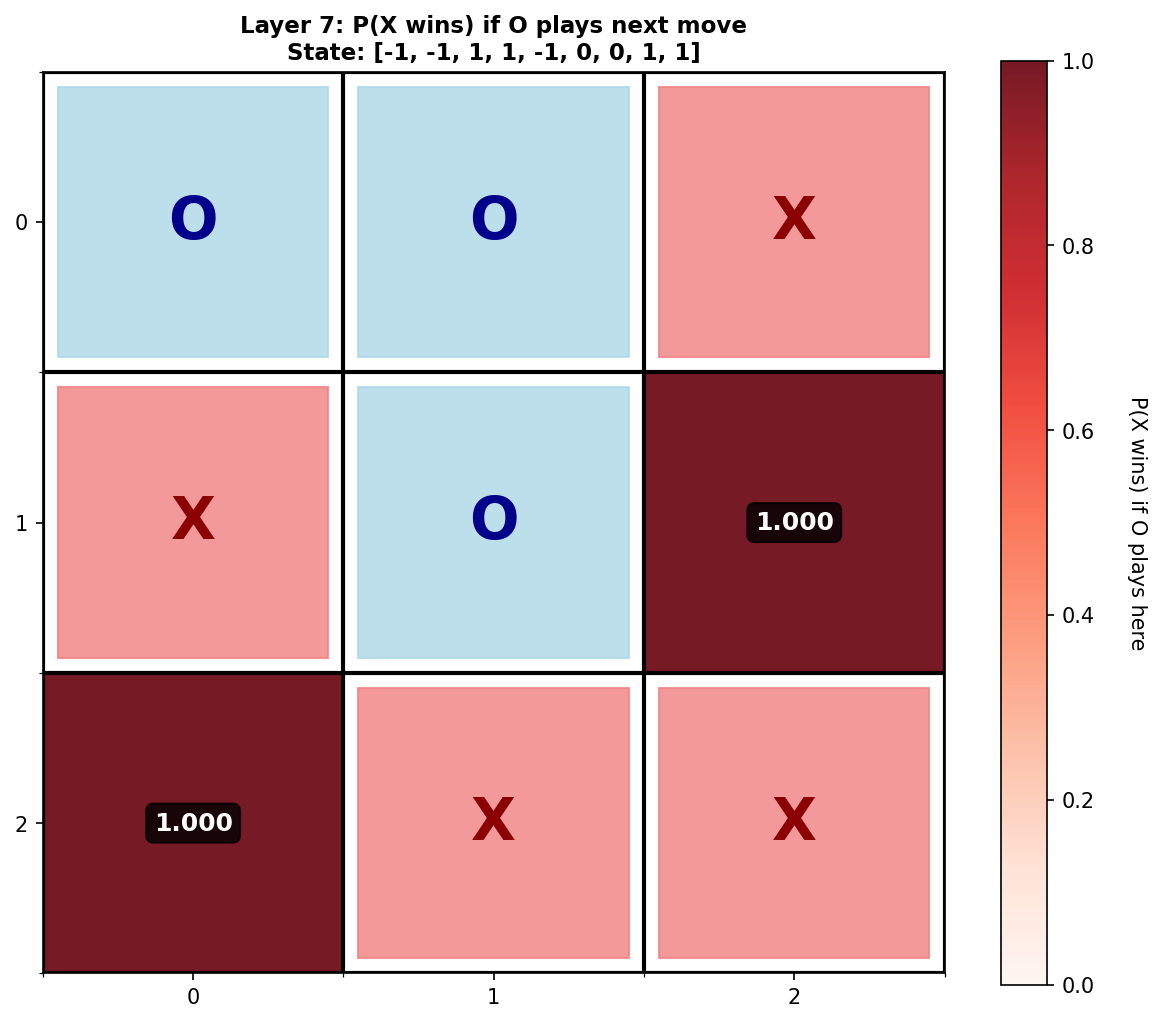 Layer 7: P(X wins) if O plays next move
State: [-1, -1, 1, 1, -1, 0, 0, 1, 1]
1.0
0
O
O
X
0.8
0.6
P(X wins) if O plays here
1
X
O
1.000
0.4
2
1.000
X
X
0.2
0.0
0
1
2